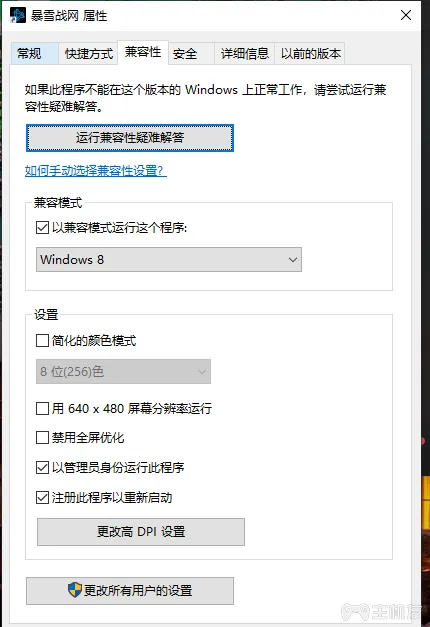 暴雪战网 属性
常规 快捷方式 兼容性 安全 详细信息 以前的版本
如果此程序不能在这个版本的 Windows 上正常工作，请尝试运行兼
容性疑难解答。
运行兼容性疑难解答
如何手动选择兼容性设置?
兼容模式
以兼容模式运行这个程序:
Windows 8
设置
简化的颜色模式
8 位(256)色
用 640 x 480 屏幕分辨率运行
禁用全屏优化
以管理员身份运行此程序
注册此程序以重新启动
更改高 DPI 设置
更改所有用户的设置
主机侠